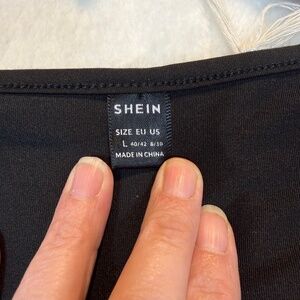 SHEIN
SIZE EU US
L 40/42 8/10
MADE IN CHINA